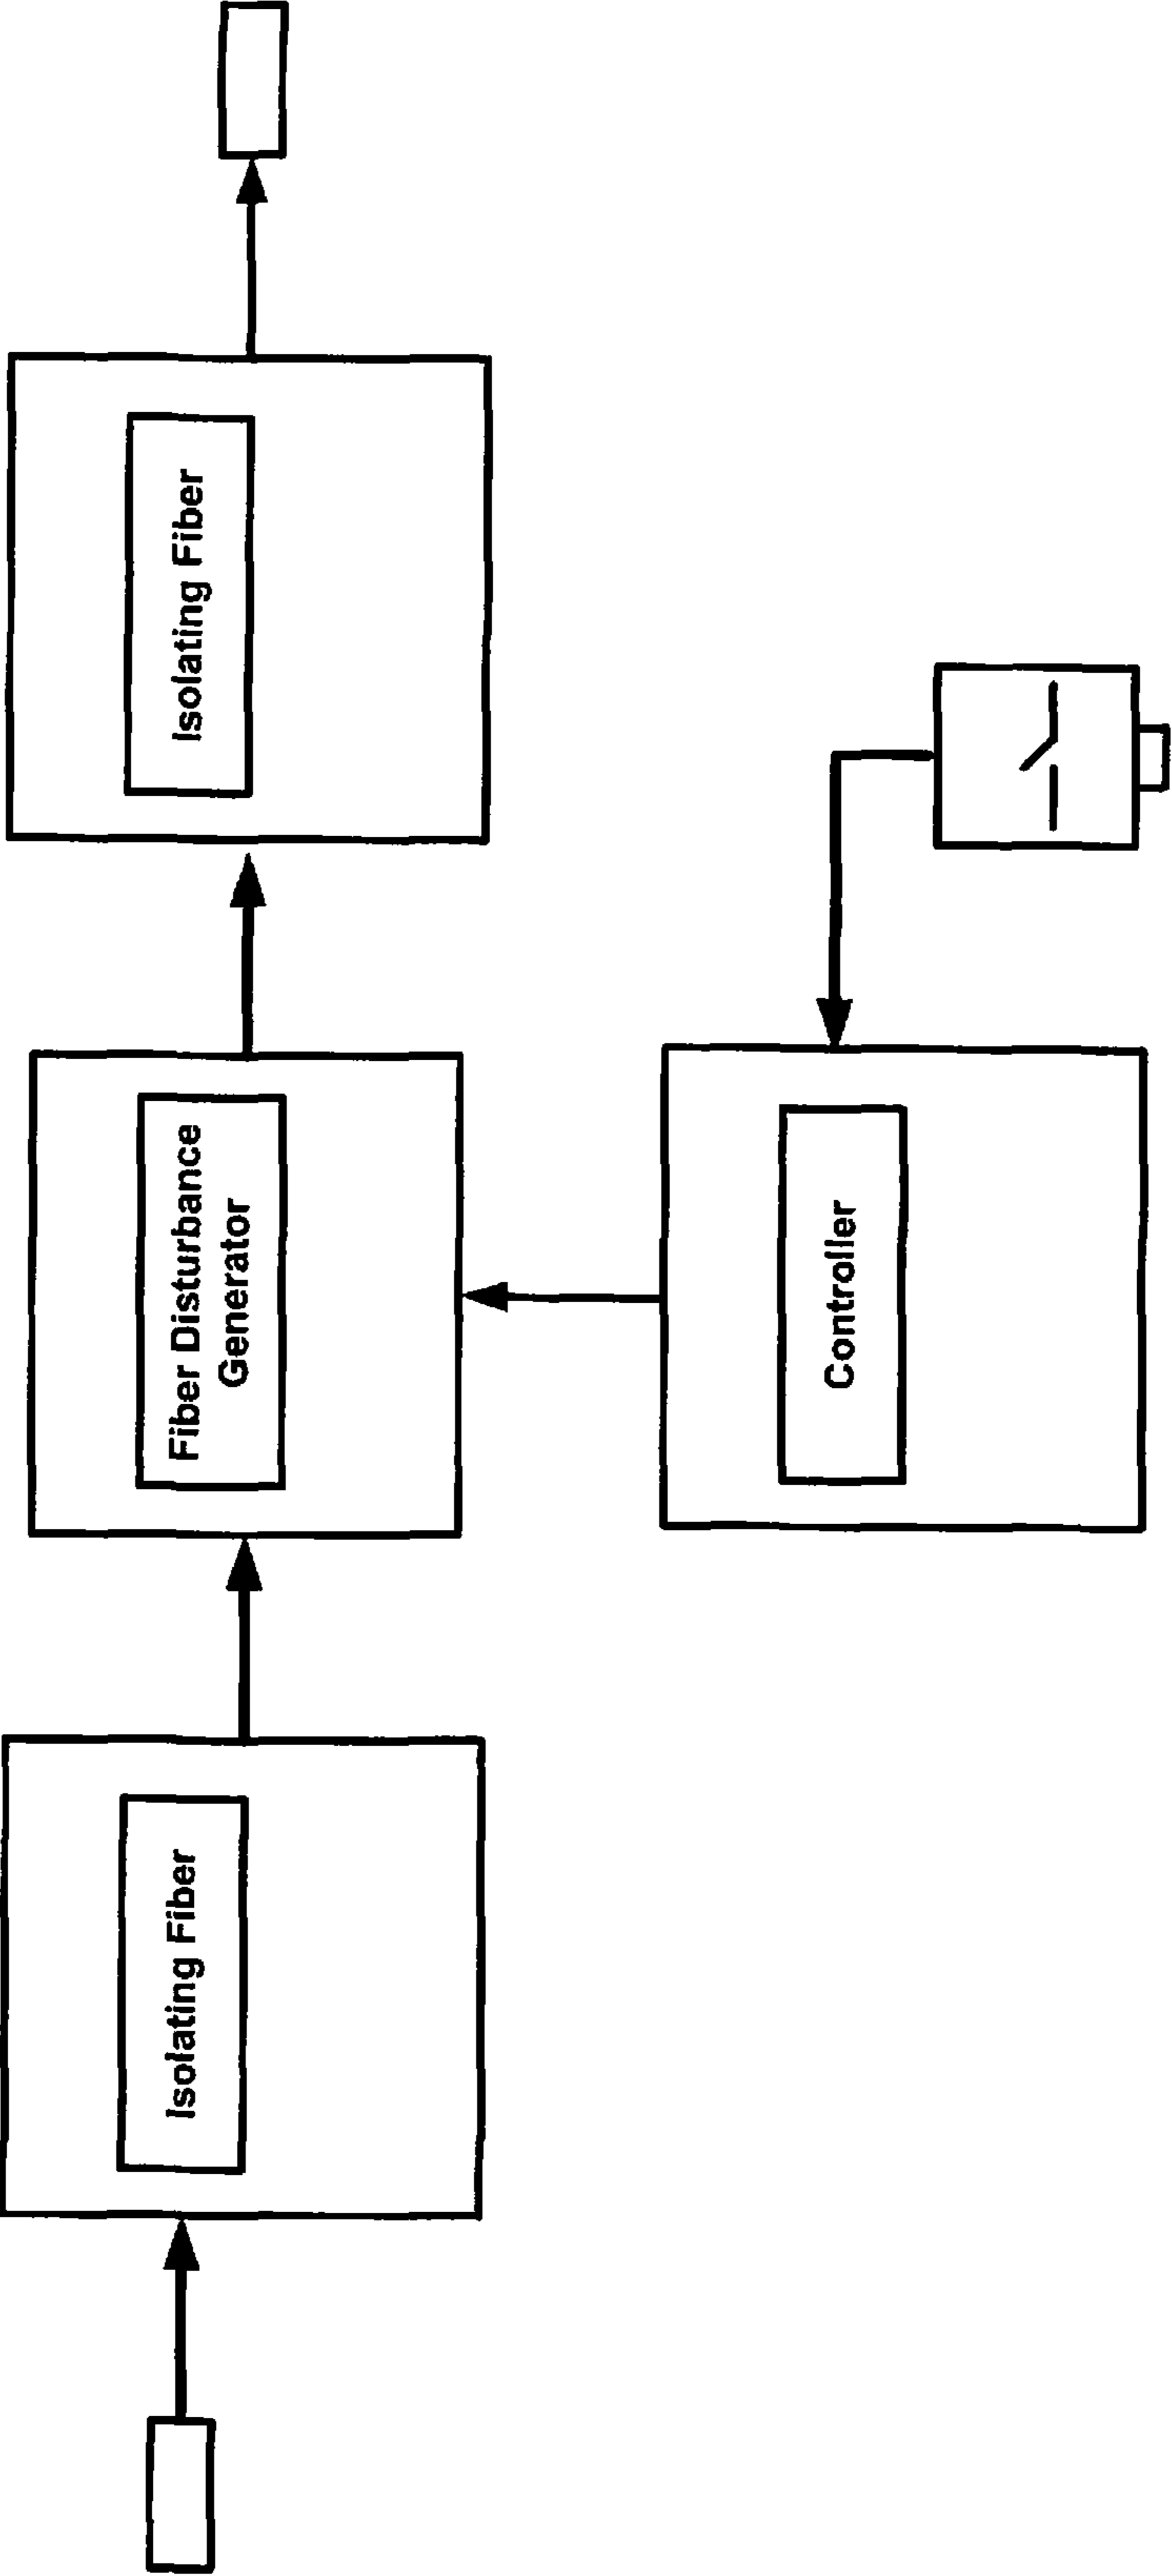 Isolating Fiber
Fiber Disturbance
Generator
Isolating Fiber
Controller